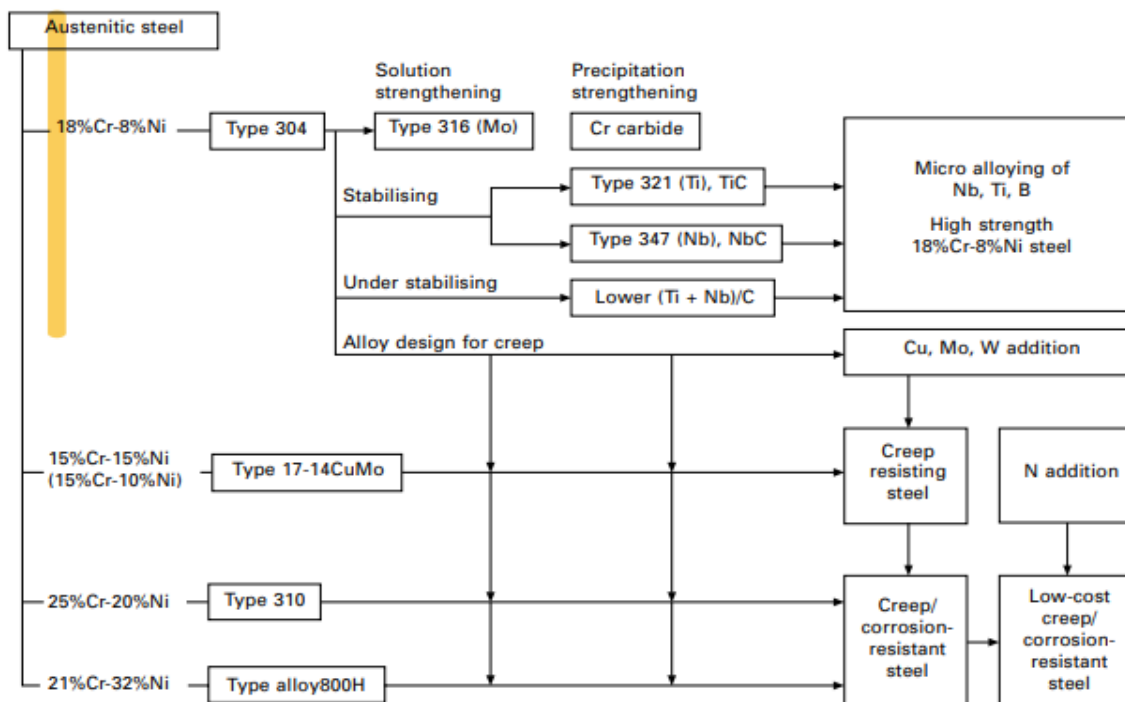 Austenitic steel
Solution
strengthening
Precipitation
strengthening
18%Cr-8%Ni
Type 304
Type 316 (Mo)
Cr carbide
Stabilising
Type 321 (Ti), TiC
Type 347 (Nb), NbC
Micro alloying of
Nb, Ti, B
High strength
18%Cr-8%Ni steel
Under stabilising
Lower (Ti + Nb)/C
Alloy design for creep
Cu, Mo, W addition
15%Cr-15%Ni
(15%Cr-10%Ni)
Type 17-14CuMo
Creep
resisting
steel
N addition
25%Cr-20%Ni
Type 310
Creep/
corrosion-
resistant
steel
Low-cost
creep/
corrosion-
resistant
steel
21%Cr-32%Ni
Type alloy800H